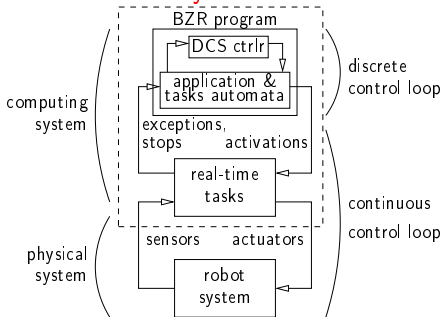 BZR program
DCS ctrlr
application &
tasks automata
discrete
control loop
computing
system
exceptions,
stops
activations
real-time
tasks
continuous
control loop
physical
system
sensors
actuators
robot
system